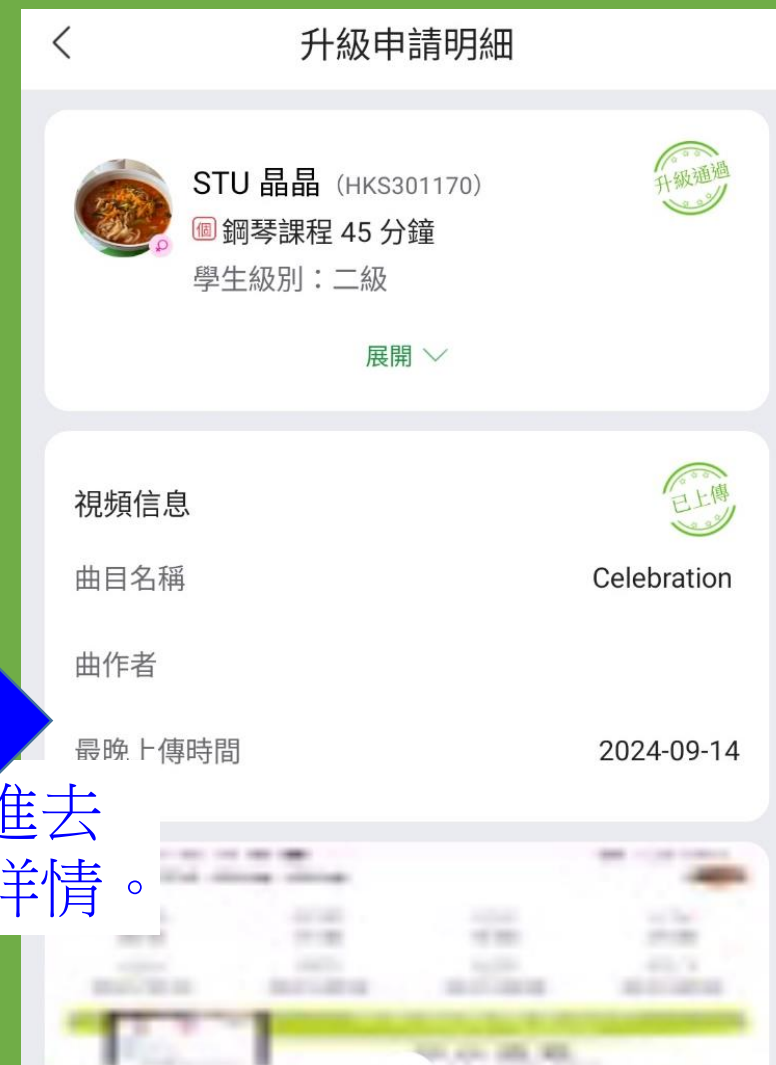 升級申請明細
STU 晶晶（HKS301170）
升級通過
個 鋼琴課程 45 分鐘
學生級別：二級
展開
視頻信息
已上傳
曲目名稱
Celebration
曲作者
最晚上傳時間
2024-09-14
進去
詳情。